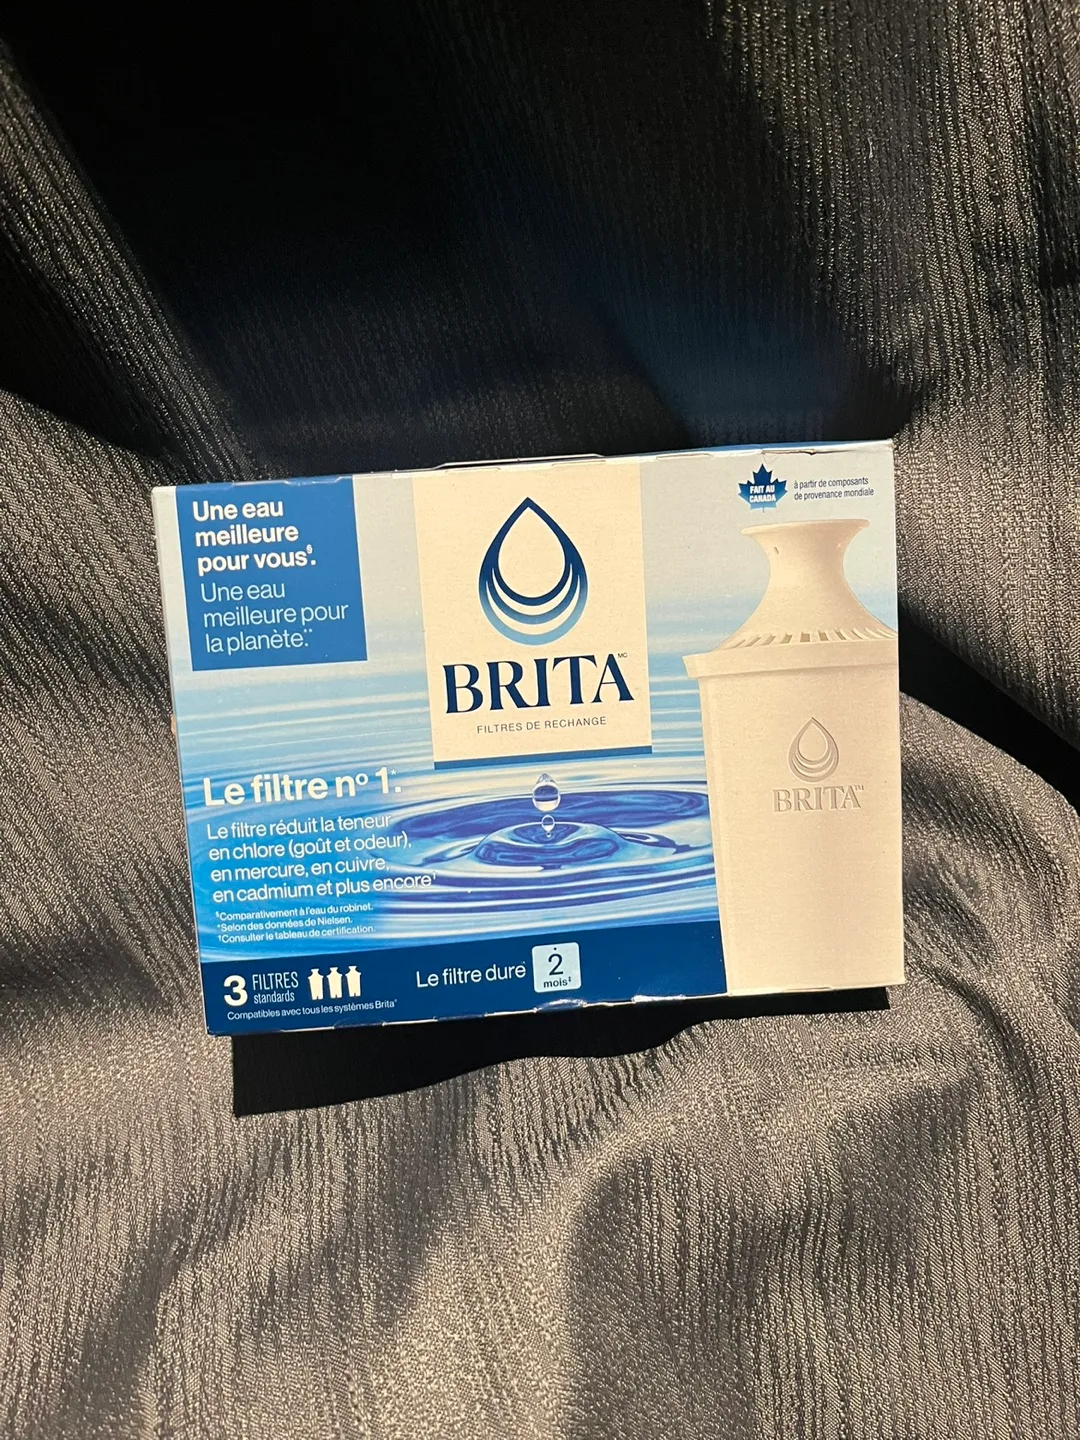 Une eau
meilleure
pour vous§.
Une eau
meilleure pour
la planète.**
BRITA MC
FILTRES DE RECHANGE
FAIT AU
CANADA
à partir de composants
de provenance mondiale
Le filtre nº 1.*
Le filtre réduit la teneur
en chlore (goût et odeur),
en mercure, en cuivre,
en cadmium et plus encore†
§Comparativement à l'eau du robinet.
*Selon des données de Nielsen.
†Consulter le tableau de certification.
BRITA
3 FILTRES
standards
Compatibles avec tous les systèmes Brita
Le filtre dure
2
mois‡